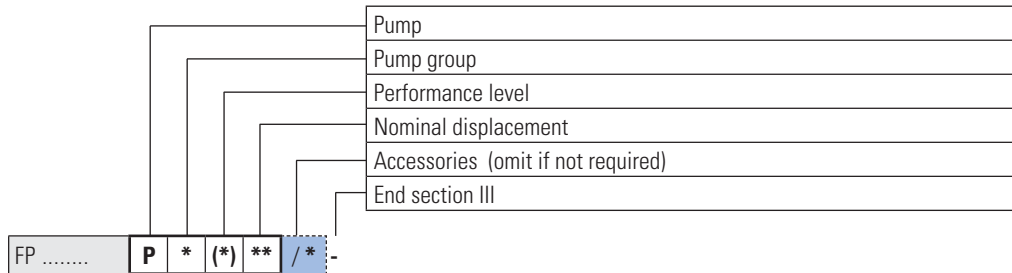 Pump
Pump group
Performance level
Nominal displacement
Accessories (omit if not required)
End section III
FP ........ P * (*) ** / * -